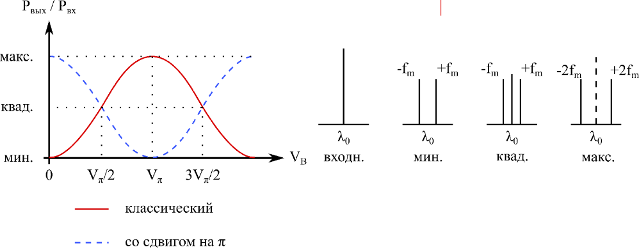 Pвых / Pвх
макс.
квад.
мин.
0
Vπ/2
Vπ
3Vπ/2
VВ
классический
со сдвигом на π
λ0
входн.
-fm +fm
λ0
мин.
-fm +fm
λ0
квад.
-2fm +2fm
λ0
макс.